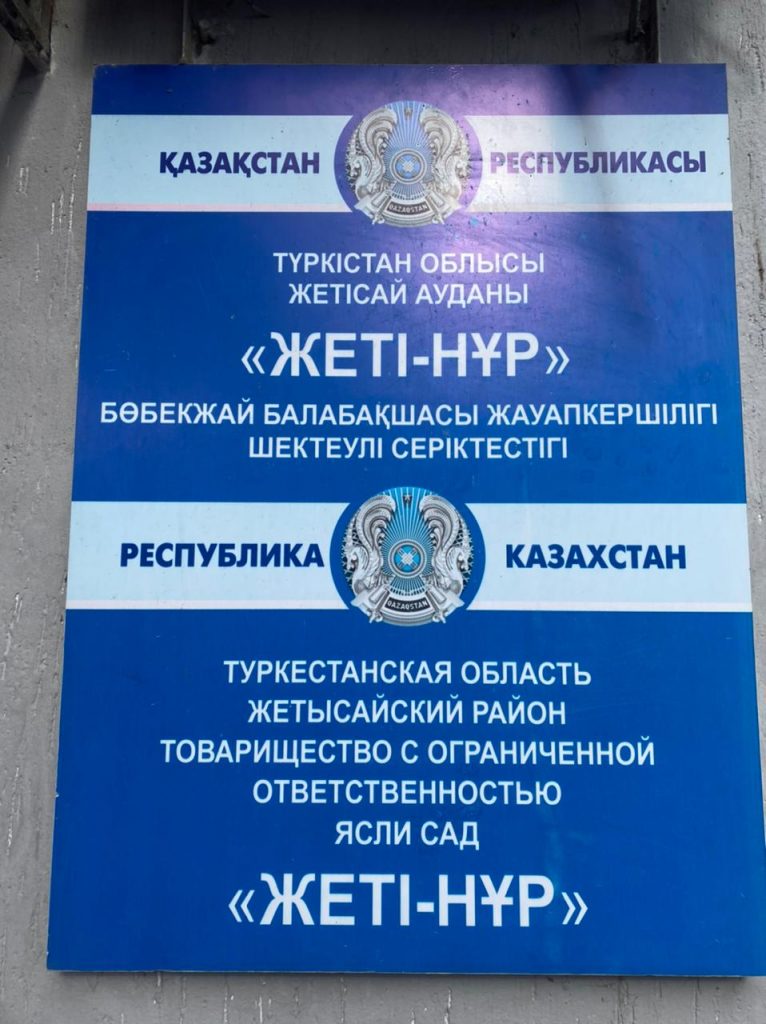 ҚАЗАҚСТАН РЕСПУБЛИКАСЫ
QAZAQSTAN
ТҮРКІСТАН ОБЛЫСЫ
ЖЕТІСАЙ АУДАНЫ
«ЖЕТІ-НҰР»
БӨБЕКЖАЙ БАЛАБАҚШАСЫ ЖАУАПКЕРШІЛІГІ
ШЕКТЕУЛІ СЕРІКТЕСТІГІ
РЕСПУБЛИКА КАЗАХСТАН
QAZAQSTAN
ТУРКЕСТАНСКАЯ ОБЛАСТЬ
ЖЕТЫСАЙСКИЙ РАЙОН
ТОВАРИЩЕСТВО С ОГРАНИЧЕННОЙ
ОТВЕТСТВЕННОСТЬЮ
ЯСЛИ САД
«ЖЕТІ-НҰР»